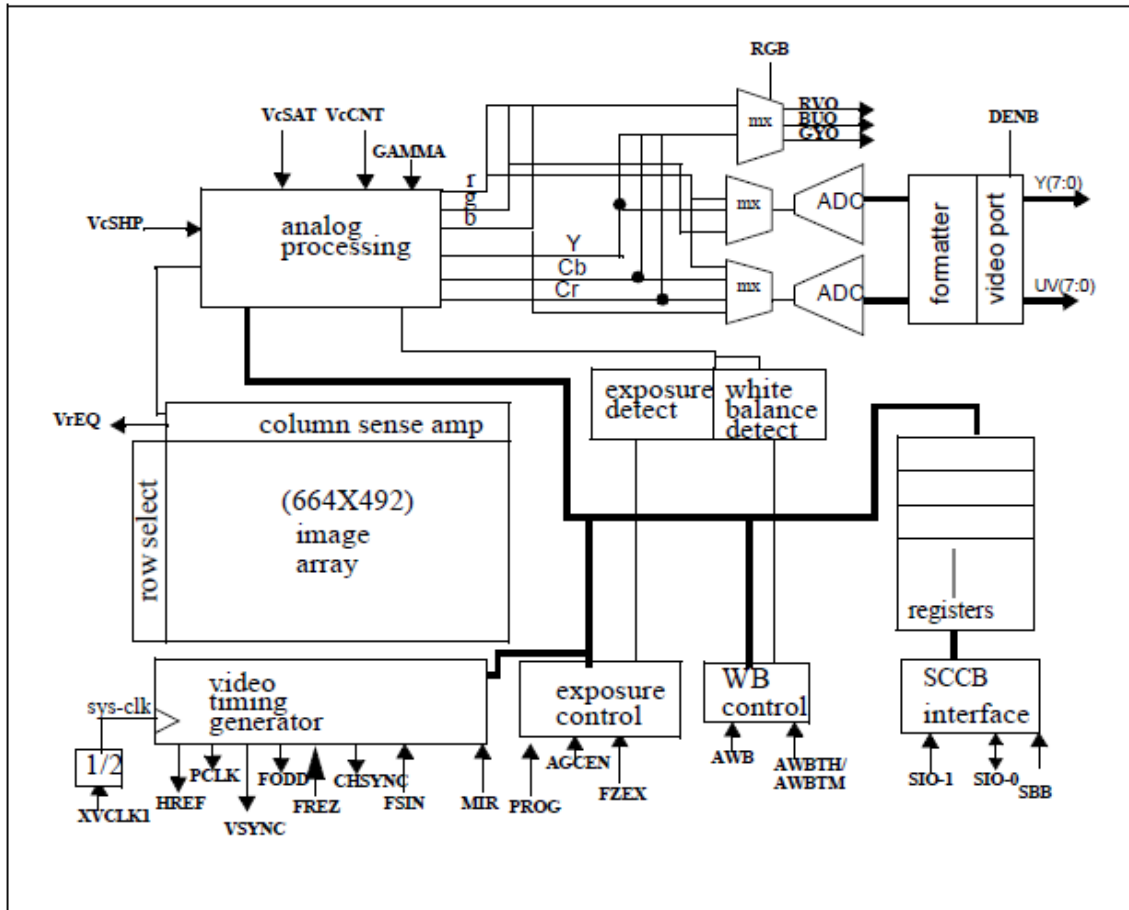 RGB
RVO
BUO
GYO
mx
DENB
VcSAT VcCNT
GAMMA
VcSHP
analog
processing
r
g
b
Y
Cb
Cr
mx
ADC
mx
ADC
formatter
video port
Y(7:0)
UV(7:0)
exposure
detect
white
balance
detect
VrEQ
column sense amp
row select
(664X492)
image
array
registers
sys-clk
video
timing
generator
exposure
control
WB
control
SCCB
interface
1/2
XVCLK1
HREF
PCLK
VSYNC
FODD
FREZ
CHSYNC
FSIN
MIR
PROG
AGCEN
FZEX
AWB
AWBTH/
AWBTM
SIO-1
SIO-0
SBB